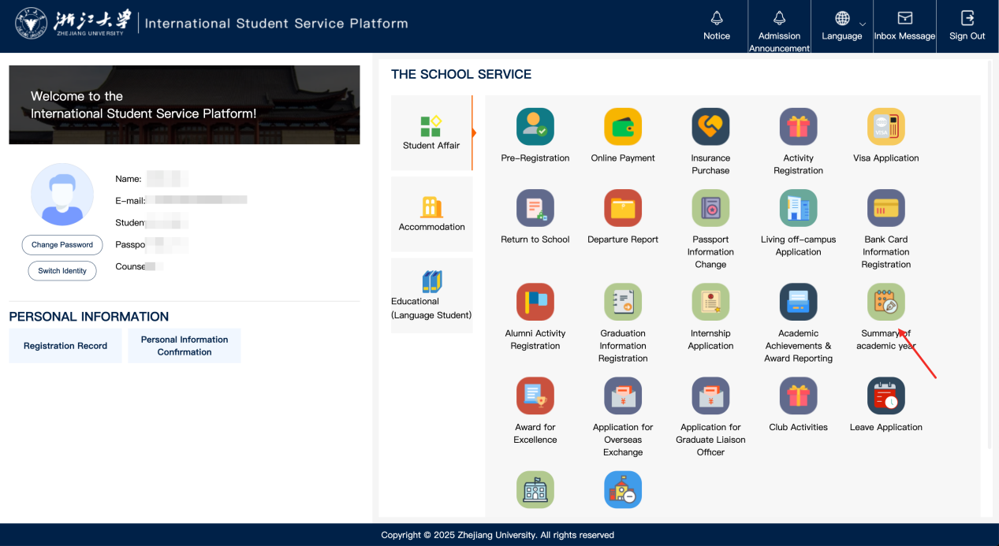 浙江大学
ZHEJIANG UNIVERSITY
International Student Service Platform
Notice
Admission
Announcement
Language
Inbox Message
Sign Out
Welcome to the
International Student Service Platform!
Name:
E-mail:
Studen
Passpo
Counse
Change Password
Switch Identity
PERSONAL INFORMATION
Registration Record
Personal Information
Confirmation
THE SCHOOL SERVICE
Student Affair
Accommodation
Educational
(Language Student)
Pre-Registration
Online Payment
Insurance
Purchase
Activity
Registration
Visa Application
Return to School
Departure Report
Passport
Information
Change
Living off-campus
Application
Bank Card
Information
Registration
Alumni Activity
Registration
Graduation
Information
Registration
Internship
Application
Academic
Achievements &
Award Reporting
Summary of
academic year
Award for
Excellence
Application for
Overseas
Exchange
Application for
Graduate Liaison
Officer
Club Activities
Leave Application
Copyright © 2025 Zhejiang University. All rights reserved